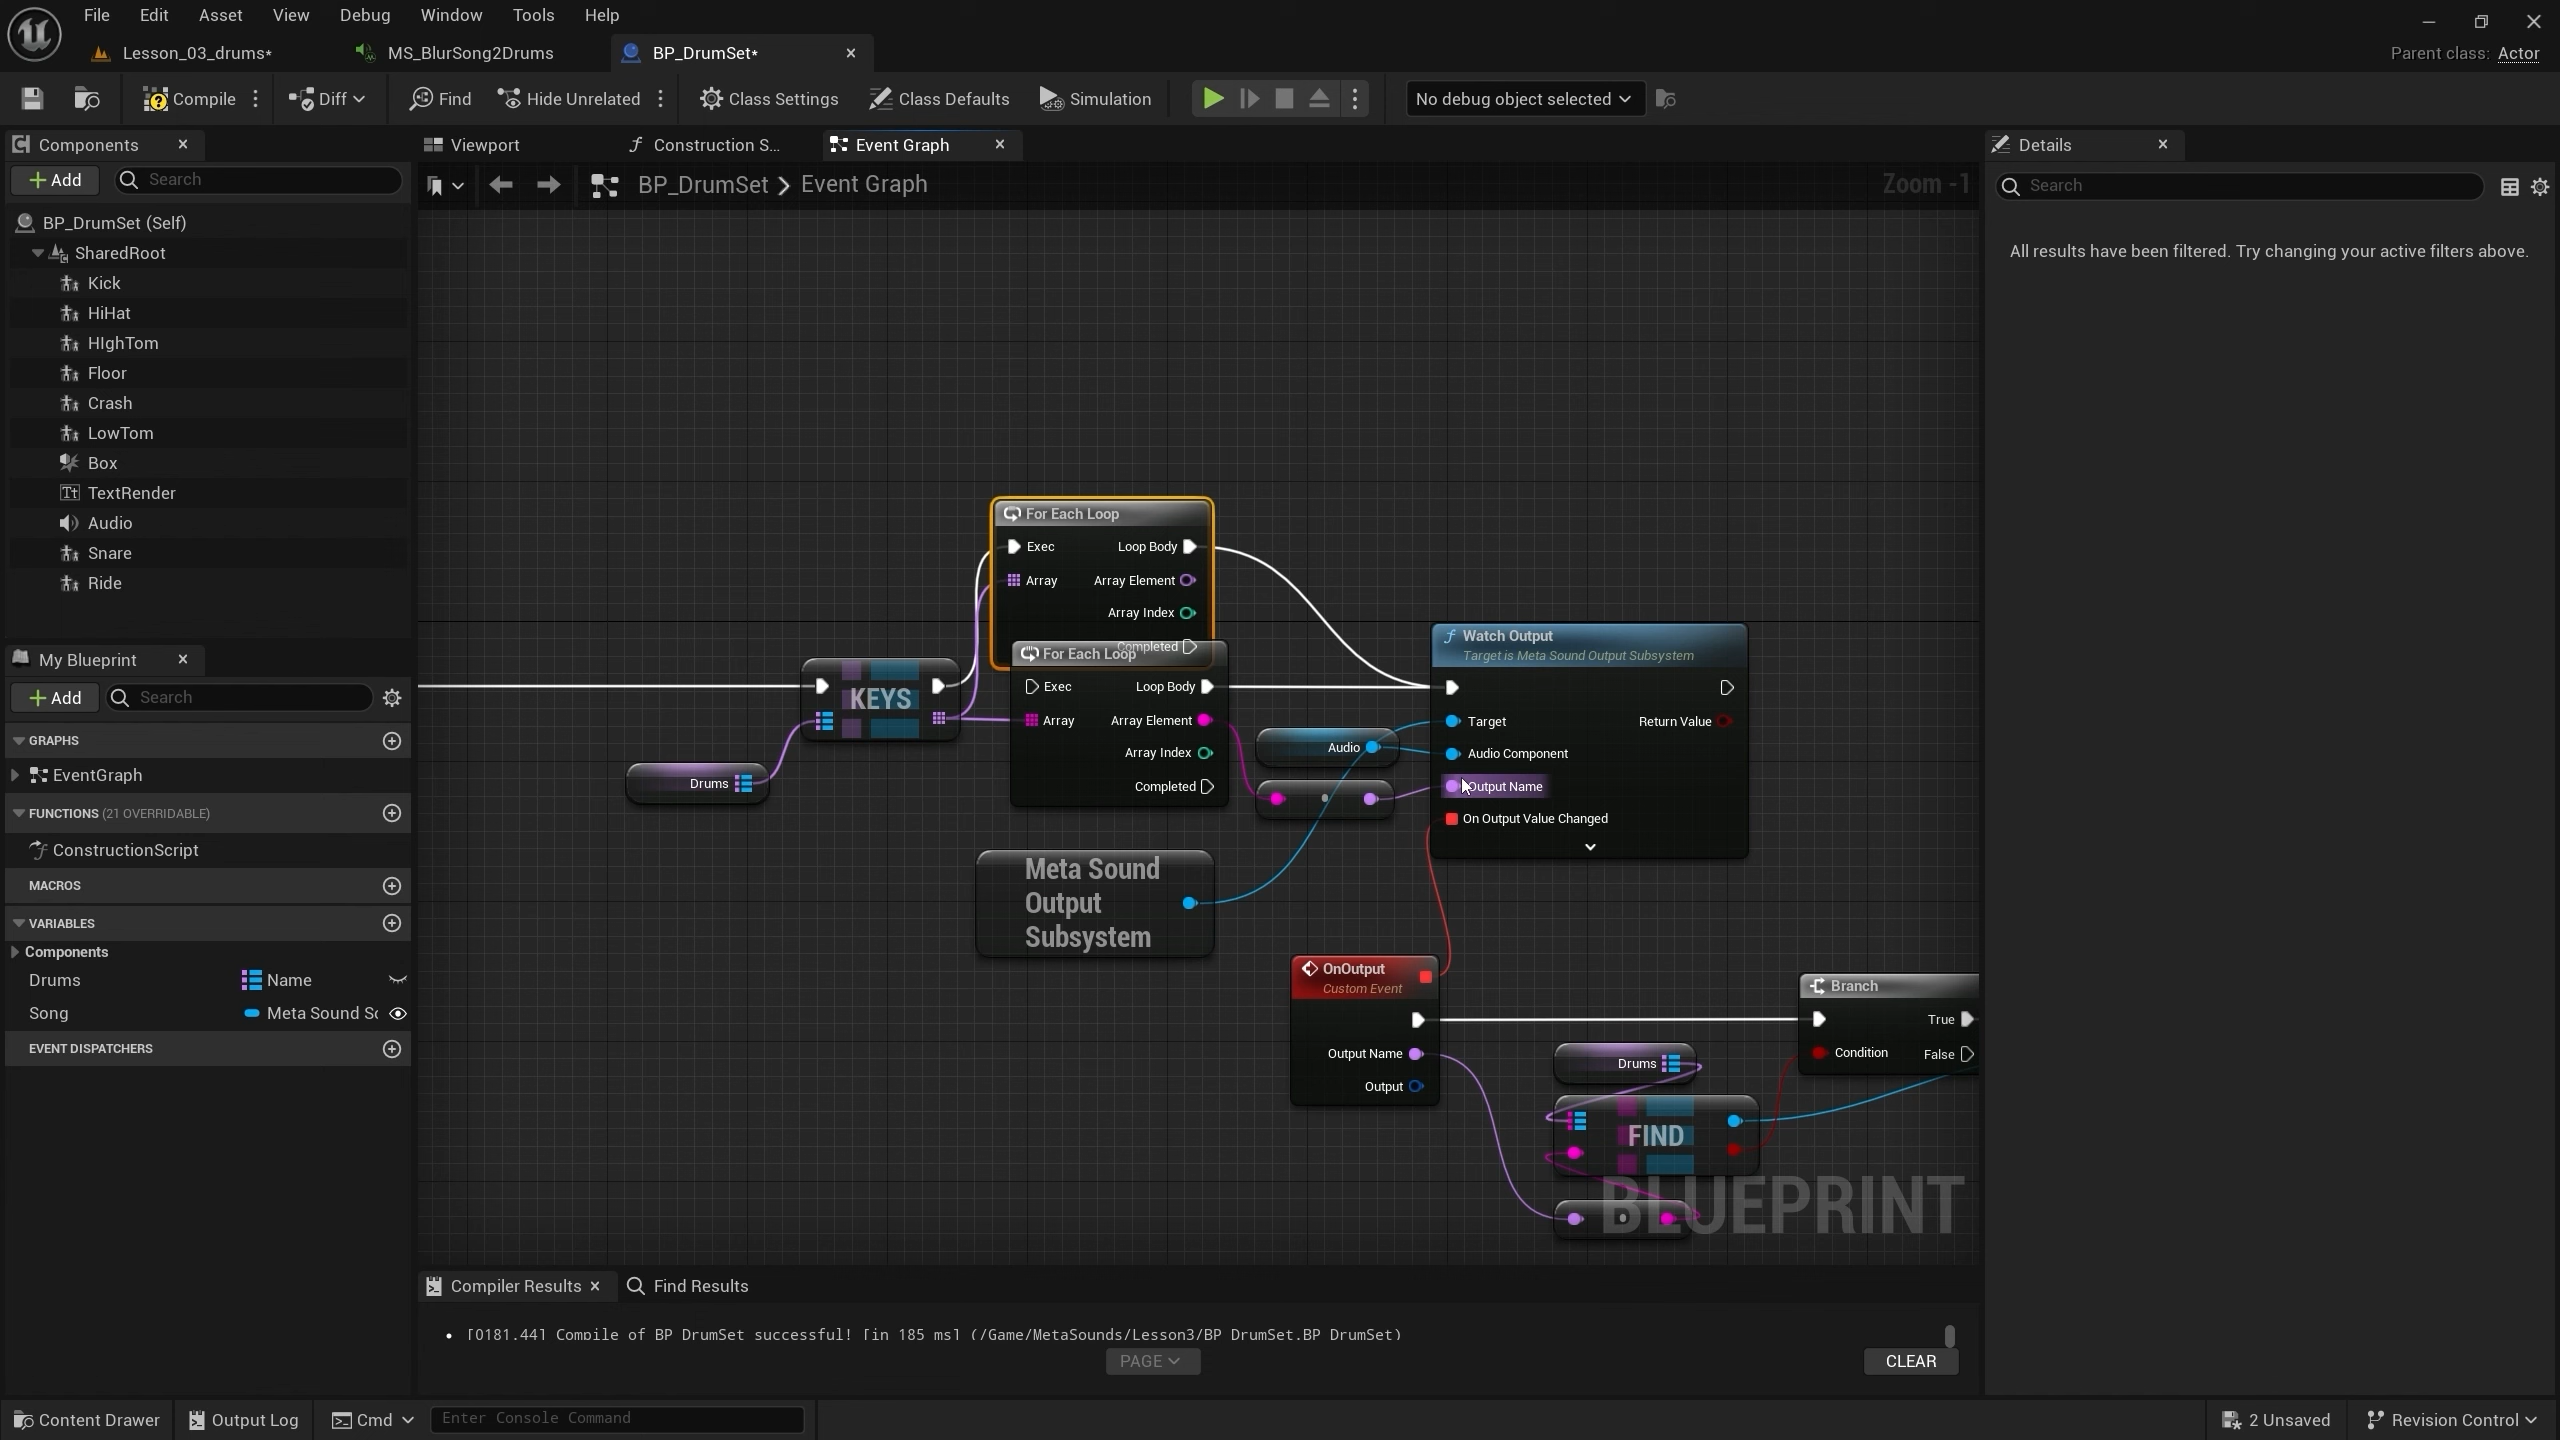 File Edit Asset View Debug Window Tools Help
Lesson_03_drums* MS_BlurSong2Drums BP_DrumSet* Parent class: Actor
Compile Diff Find Hide Unrelated Class Settings Class Defaults Simulation No debug object selected
Components Viewport Construction S... Event Graph Details
Add Search BP_DrumSet Event Graph Zoom -1 Search
All results have been filtered. Try changing your active filters above.
BP_DrumSet (Self)
SharedRoot
Kick
HiHat
HIghTom
Floor
Crash
LowTom
Box
TextRender
Audio
Snare
Ride
My Blueprint
Add Search
GRAPHS
EventGraph
FUNCTIONS (21 OVERRIDABLE)
ConstructionScript
MACROS
VARIABLES
Components
Drums Name
Song Meta Sound Sc
EVENT DISPATCHERS
For Each Loop
Exec Loop Body
Array Array Element
Array Index
Completed
For Each Loop
Exec Loop Body
Array Array Element
Array Index
Completed
KEYS
Drums
Audio
Watch Output
Target is Meta Sound Output Subsystem
Target Return Value
Audio Component
Output Name
On Output Value Changed
Meta Sound
Output
Subsystem
OnOutput
Custom Event
Output Name
Output
Drums
FIND
Branch
True
Condition False
BLUEPRINT
Compiler Results Find Results
[0181.44] Compile of BP_DrumSet successful! [in 185 ms] (/Game/MetaSounds/Lesson3/BP_DrumSet.BP_DrumSet)
PAGE CLEAR
Content Drawer Output Log Cmd Enter Console Command 2 Unsaved Revision Control